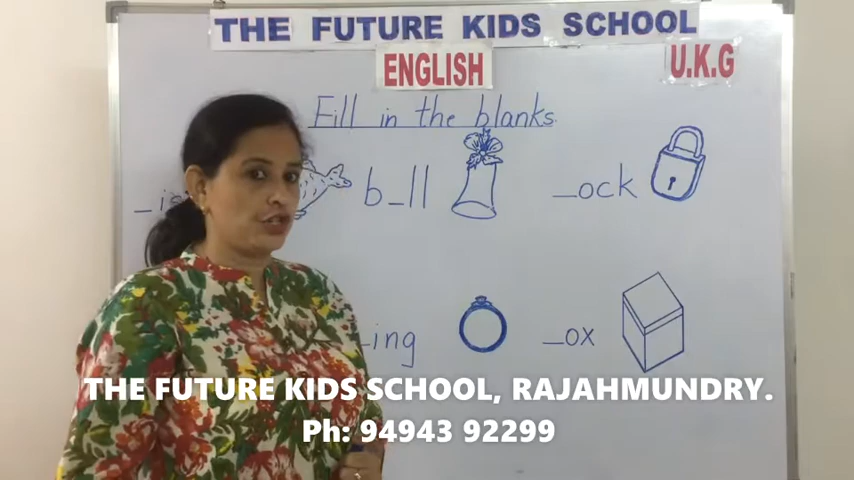 THE FUTURE KIDS SCHOOL
ENGLISH
U.K.G
Fill in the blanks.
_is
b_ll
_ock
_ing
_ox
THE FUTURE KIDS SCHOOL, RAJAHMUNDRY.
Ph: 94943 92299